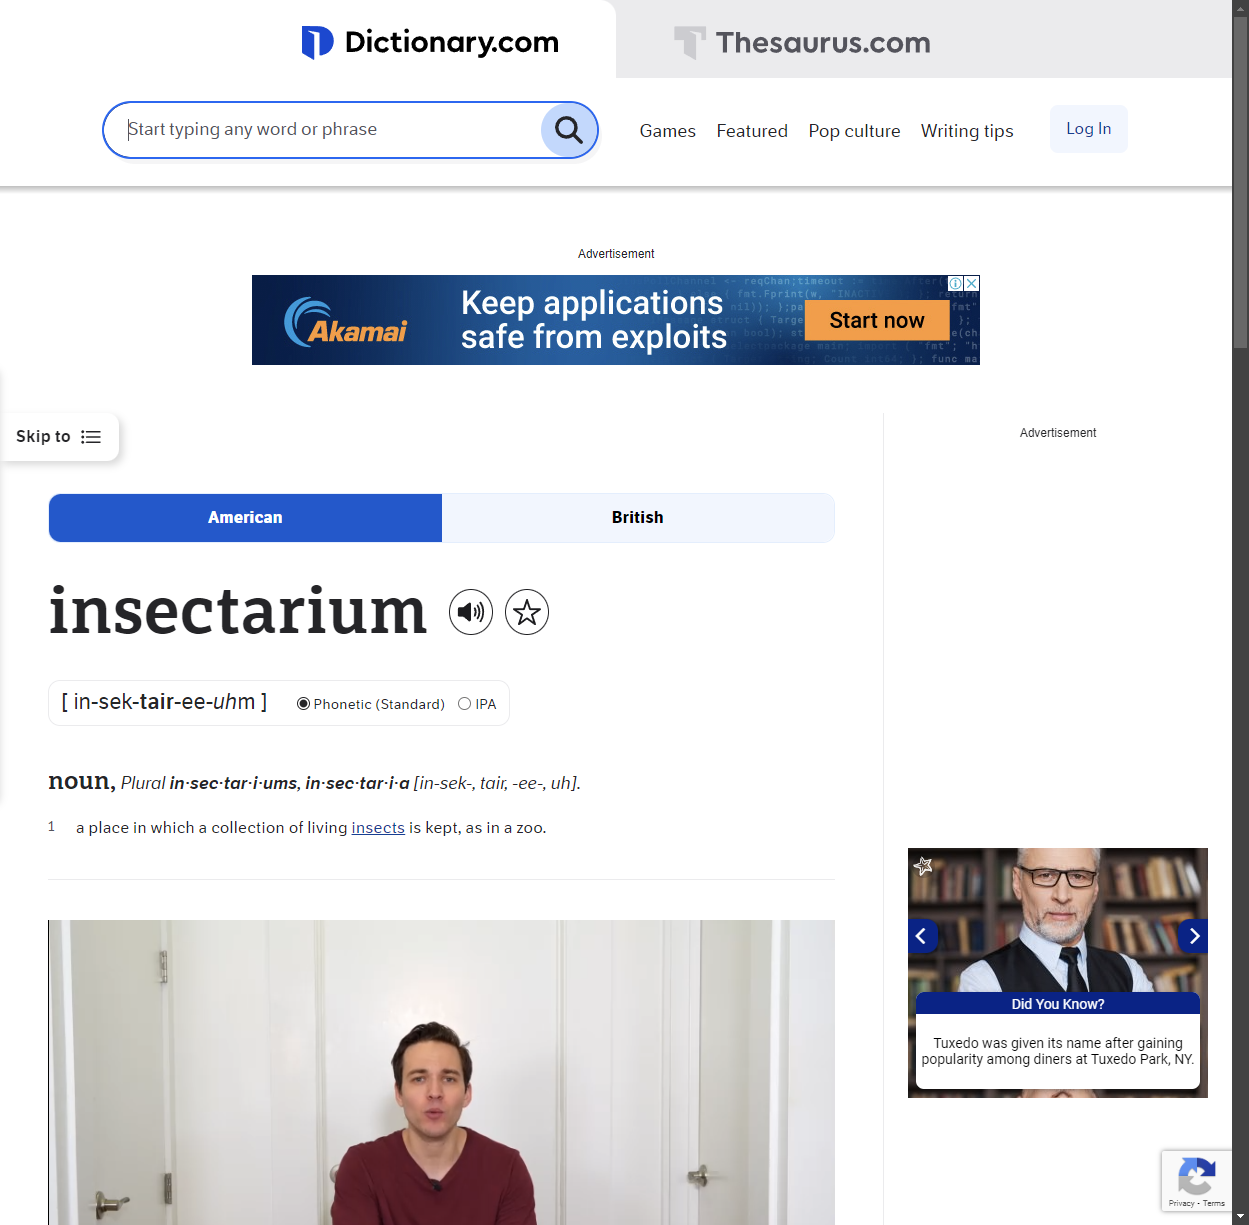 Dictionary.com
Thesaurus.com
Start typing any word or phrase
Games Featured Pop culture Writing tips Log In
Advertisement
Akamai
Keep applications
safe from exploits
Start now
Skip to
Advertisement
American British
insectarium
[ in-sek-tair-ee-uhm ] Phonetic (Standard) IPA
noun, Plural in·sec·tar·i·ums, in·sec·tar·i·a [in-sek-, tair, -ee-, uh].
1 a place in which a collection of living insects is kept, as in a zoo.
Did You Know?
Tuxedo was given its name after gaining
popularity among diners at Tuxedo Park, NY.
Privacy - Terms